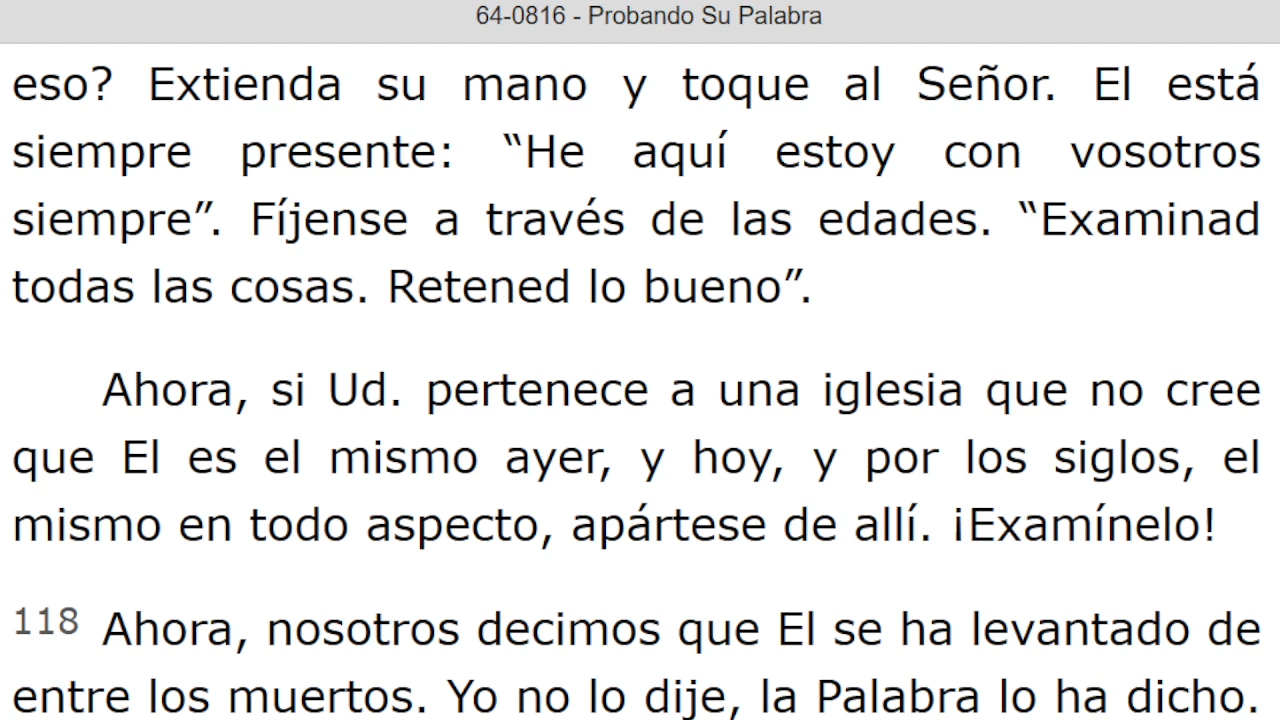 64-0816 - Probando Su Palabra
eso? Extienda su mano y toque al Señor. El está
siempre presente: “He aquí estoy con vosotros
siempre”. Fíjense a través de las edades. “Examinad
todas las cosas. Retened lo bueno”.
Ahora, si Ud. pertenece a una iglesia que no cree
que El es el mismo ayer, y hoy, y por los siglos, el
mismo en todo aspecto, apártese de allí. ¡Examínelo!
118 Ahora, nosotros decimos que El se ha levantado de
entre los muertos. Yo no lo dije, la Palabra lo ha dicho.